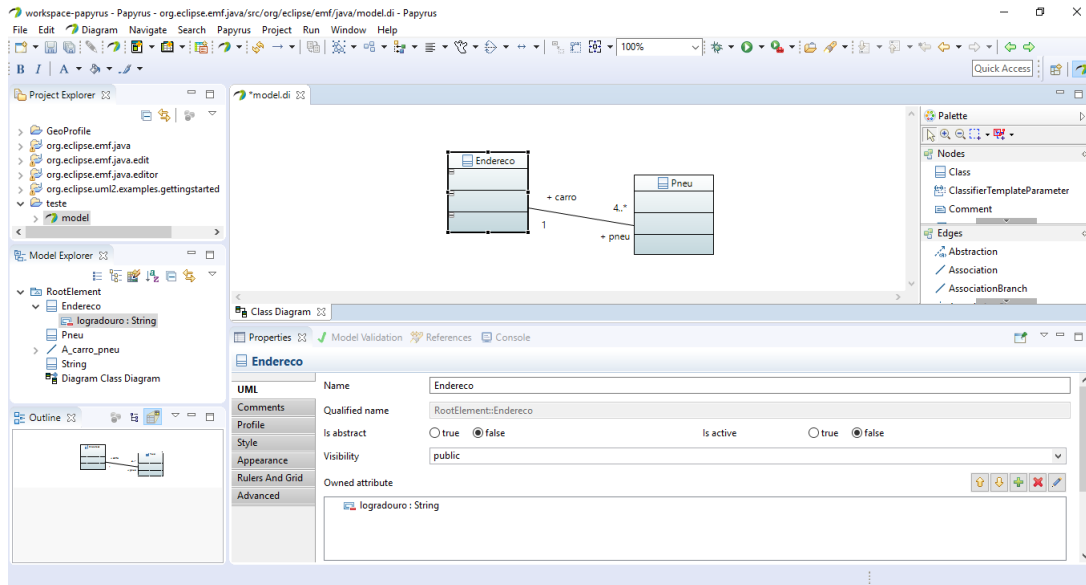 workspace-papyrus - Papyrus - org.eclipse.emf.java/src/org/eclipse/emf/java/model.di - Papyrus
File Edit Diagram Navigate Search Papyrus Project Run Window Help
100%
B I A
Quick Access
Project Explorer
GeoProfile
org.eclipse.emf.java
org.eclipse.emf.java.edit
org.eclipse.emf.java.editor
org.eclipse.uml2.examples.gettingstarted
teste
model
Model Explorer
RootElement
Endereco
logradouro : String
Pneu
A_carro_pneu
String
Diagram Class Diagram
Outline
*model.di
Endereco
Pneu
+ carro
4..*
1
+ pneu
Class Diagram
Palette
Nodes
Class
ClassifierTemplateParameter
Comment
Edges
Abstraction
Association
AssociationBranch
Properties Model Validation References Console
Endereco
UML
Comments
Profile
Style
Appearance
Rulers And Grid
Advanced
Name Endereco
Qualified name RootElement::Endereco
Is abstract true false Is active true false
Visibility public
Owned attribute
logradouro : String